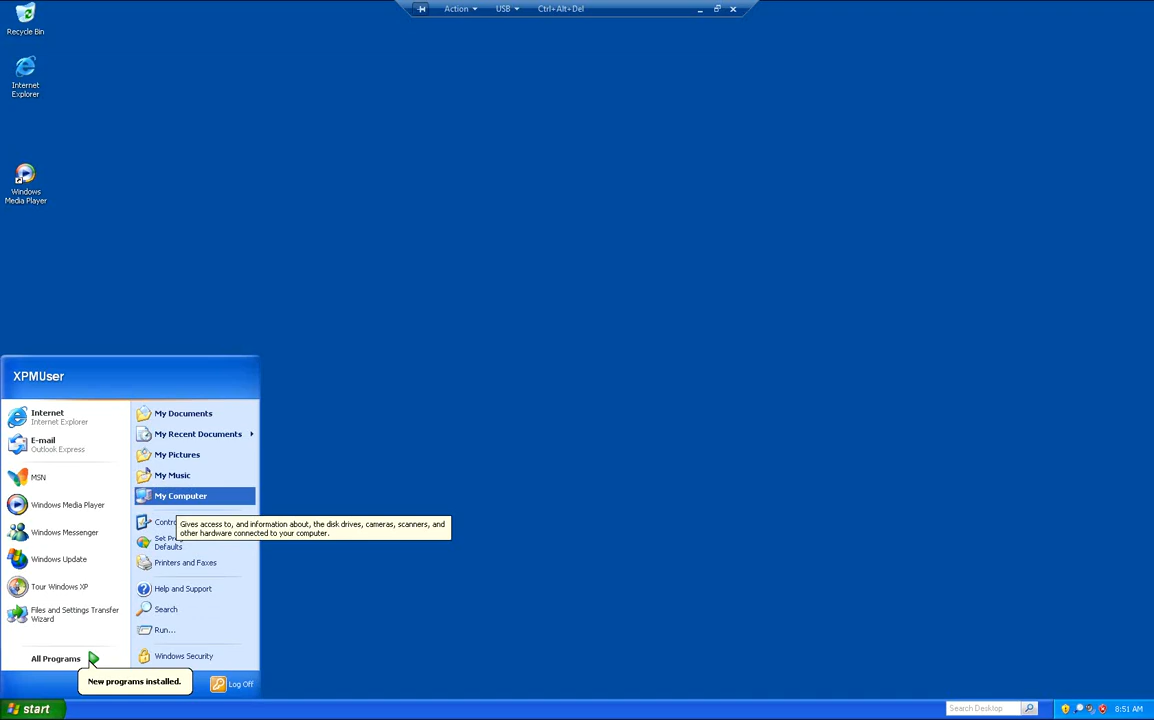 Action
USB
Ctrl+Alt+Del
Recycle Bin
Internet
Explorer
Windows
Media Player
XPMUser
Internet
Internet Explorer
E-mail
Outlook Express
MSN
Windows Media Player
Windows Messenger
Windows Update
Tour Windows XP
Files and Settings Transfer
Wizard
All Programs
New programs installed.
My Documents
My Recent Documents
My Pictures
My Music
My Computer
Gives access to, and information about, the disk drives, cameras, scanners, and
other hardware connected to your computer.
Defaults
Printers and Faxes
Help and Support
Search
Run...
Windows Security
Log Off
start
Search Desktop
8:51 AM